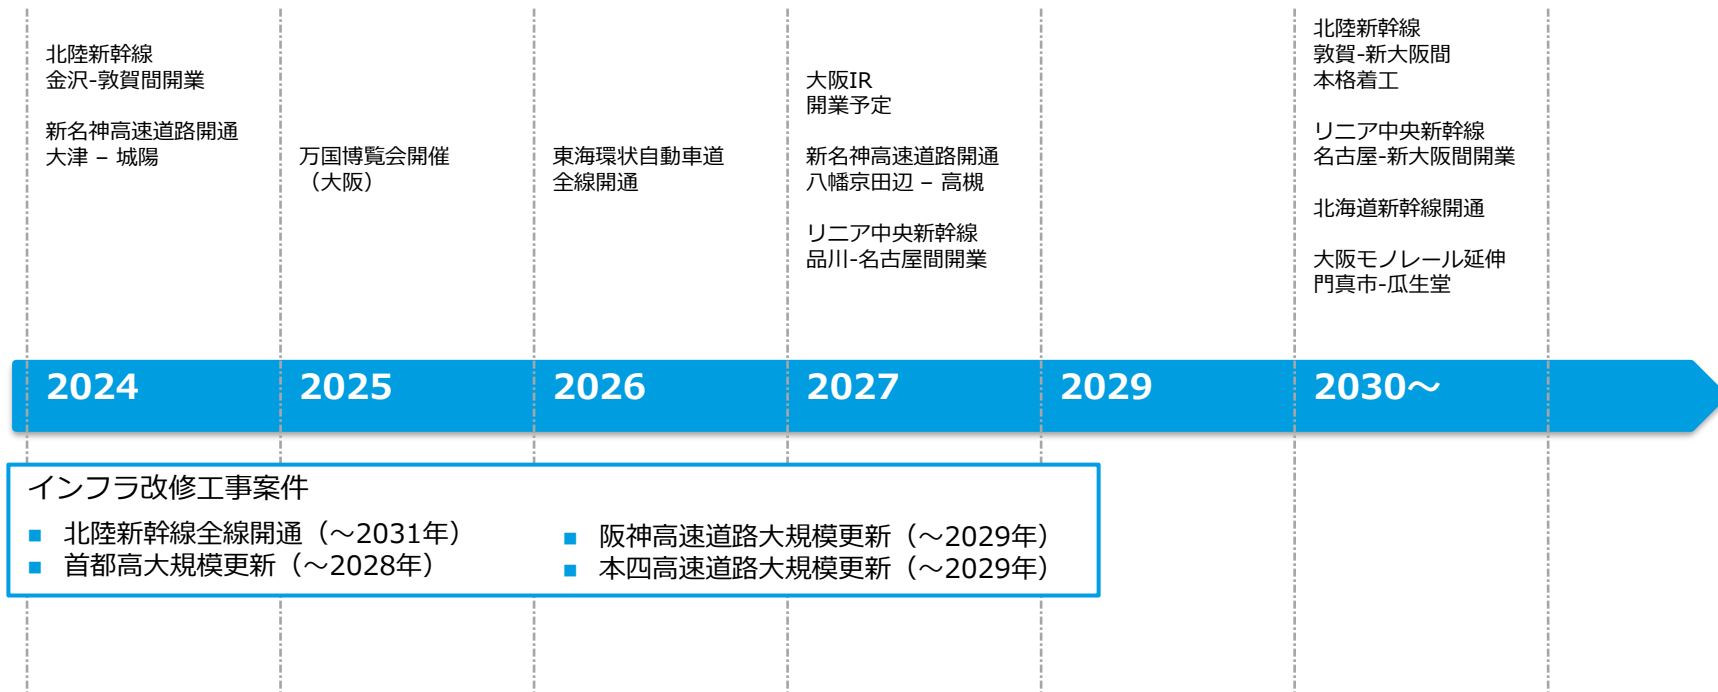 北陸新幹線
金沢-敦賀間開業
新名神高速道路開通
大津 – 城陽
万国博覧会開催
（大阪）
東海環状自動車道
全線開通
大阪IR
開業予定
新名神高速道路開通
八幡京田辺 – 高槻
リニア中央新幹線
品川-名古屋間開業
北陸新幹線
敦賀-新大阪間
本格着工
リニア中央新幹線
名古屋-新大阪間開業
北海道新幹線開通
大阪モノレール延伸
門真市-瓜生堂
2024
2025
2026
2027
2029
2030～
インフラ改修工事案件
■ 北陸新幹線全線開通（～2031年）
■ 首都高大規模更新（～2028年）
■ 阪神高速道路大規模更新（～2029年）
■ 本四高速道路大規模更新（～2029年）